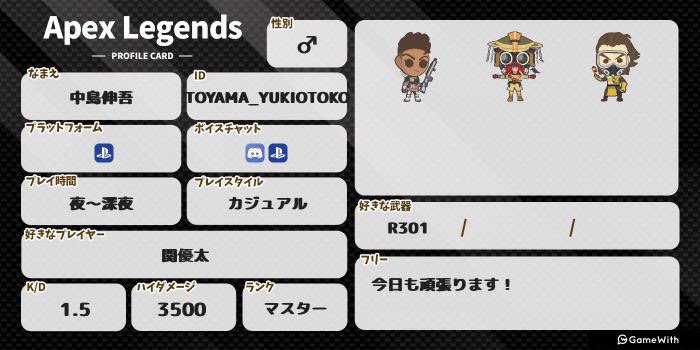 Apex Legends
PROFILE CARD
性別
♂
なまえ
中島伸吾
ID
TOYAMA_YUKIOTOKO
プラットフォーム
ボイスチャット
プレイ時間
夜～深夜
プレイスタイル
カジュアル
好きなプレイヤー
関優太
K/D
1.5
ハイダメージ
3500
ランク
マスター
好きな武器
R301 / /
フリー
今日も頑張ります！
GameWith